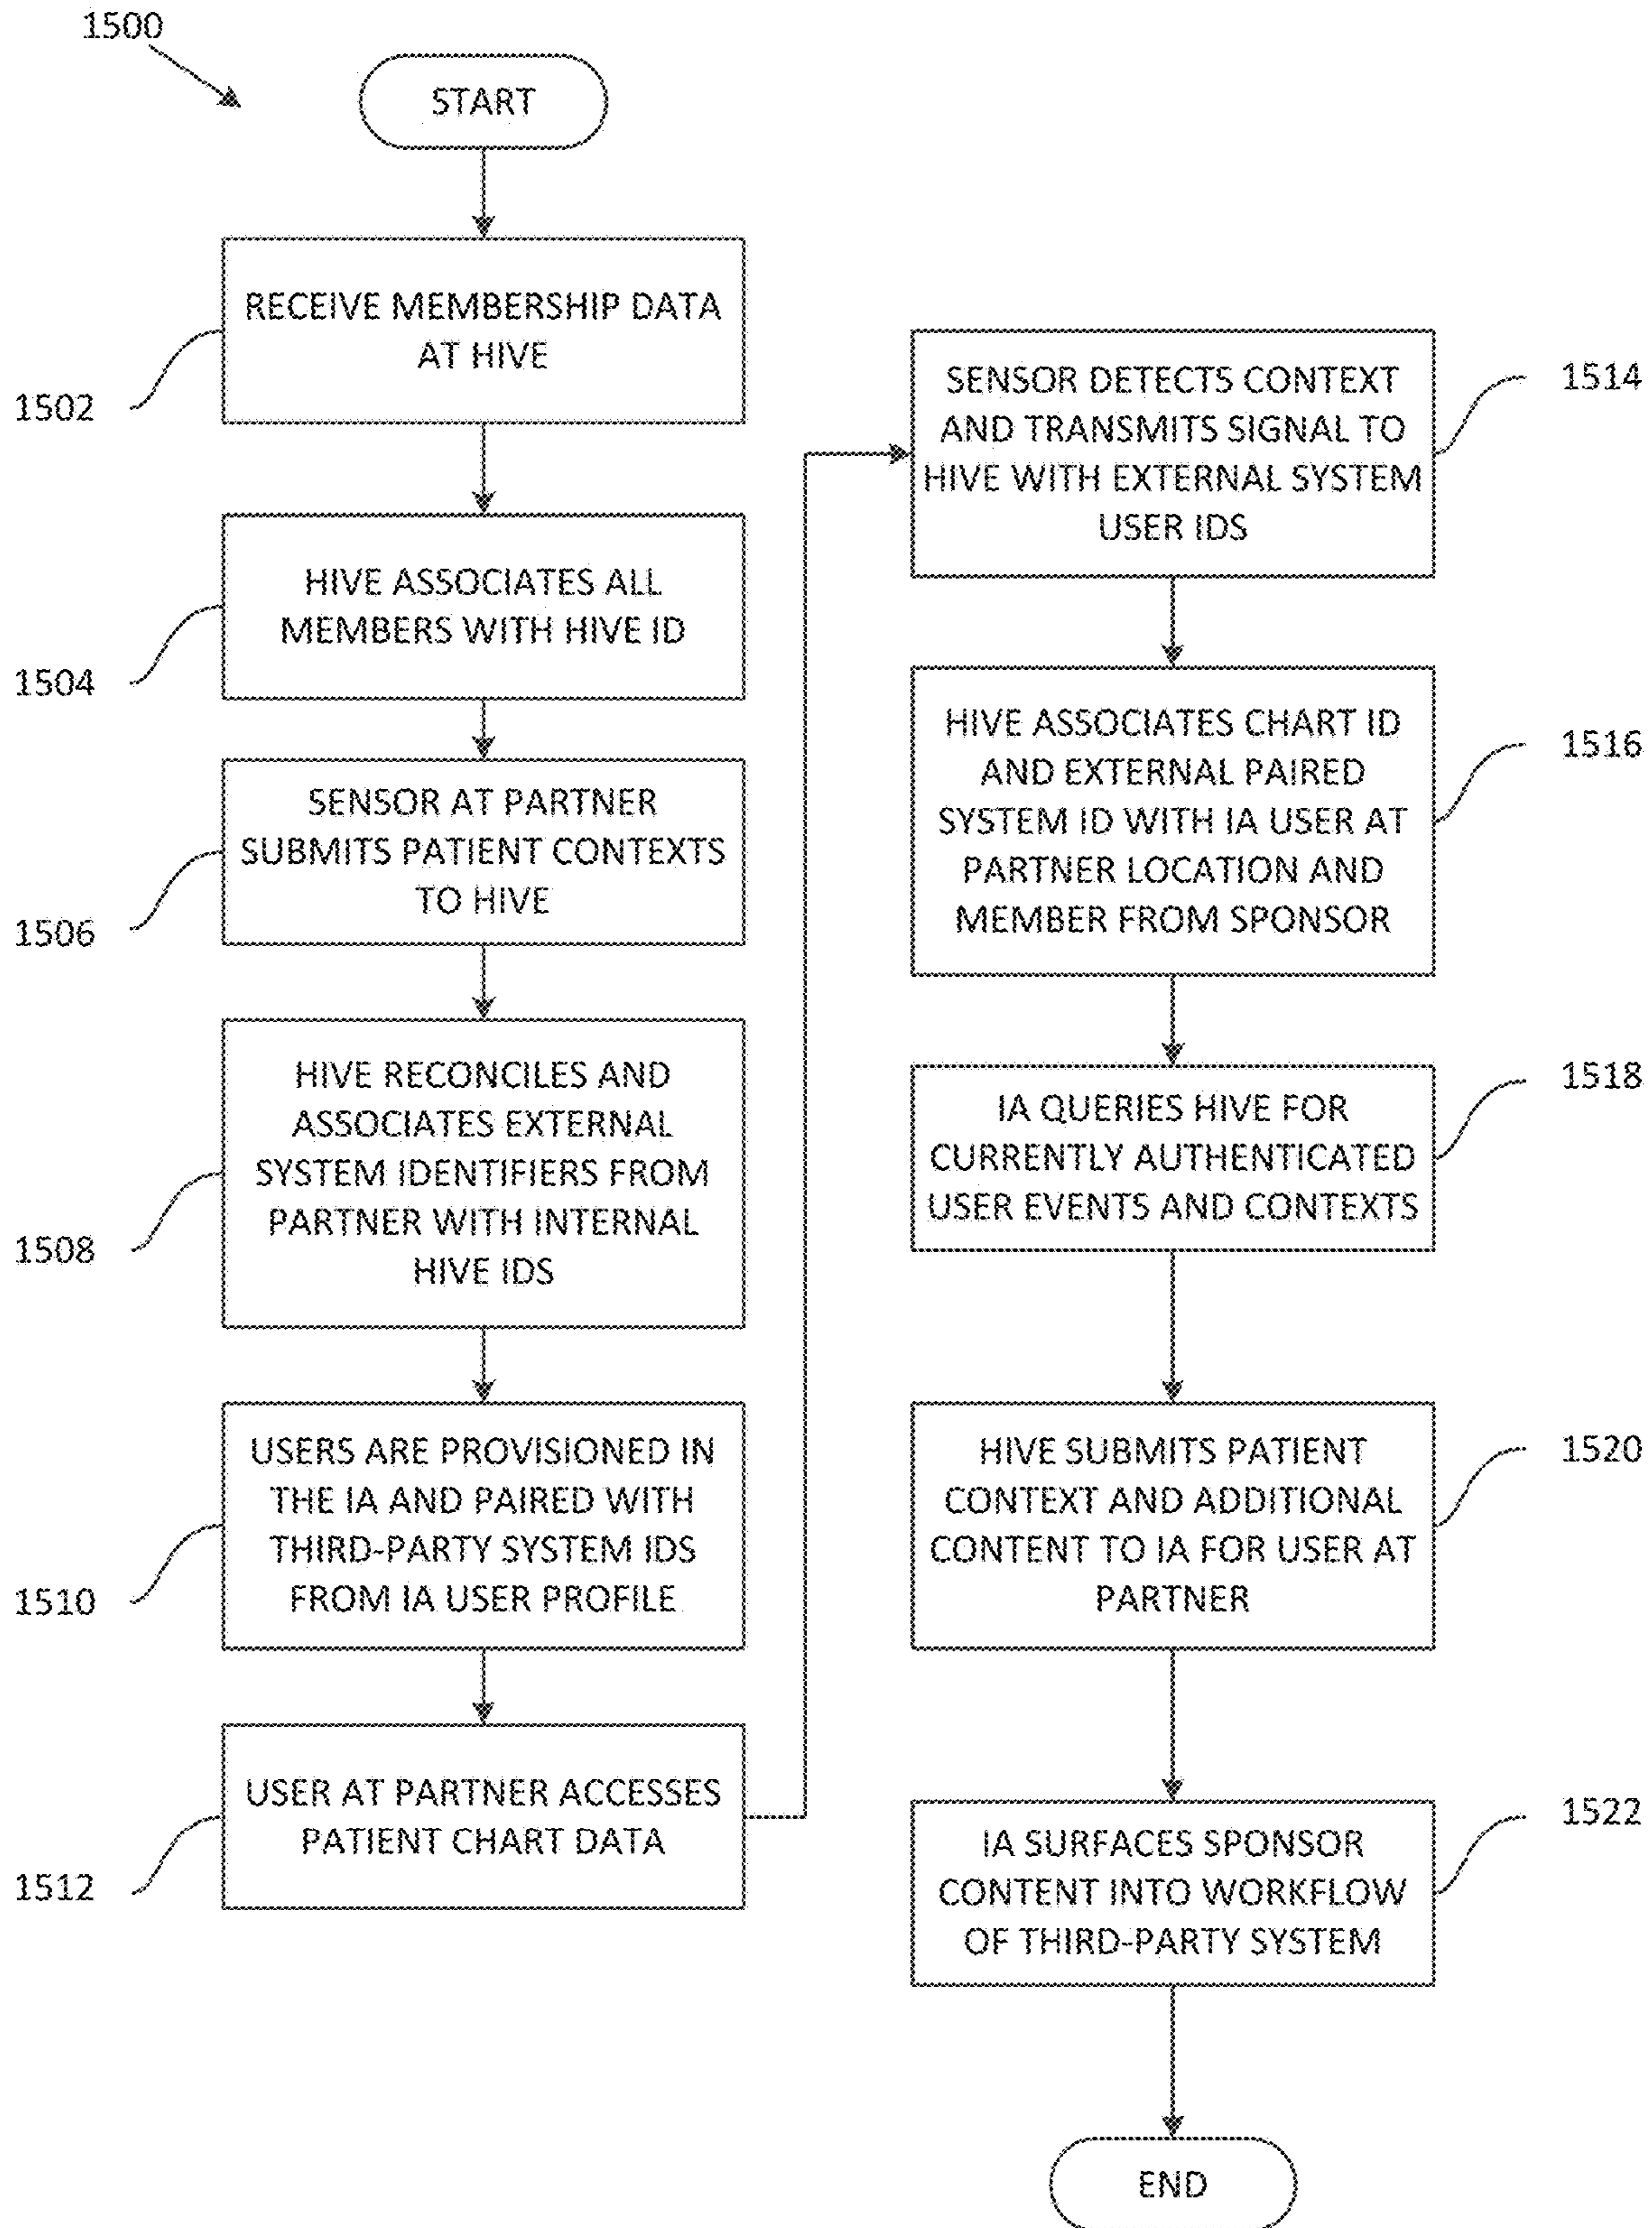 1500
START
RECEIVE MEMBERSHIP DATA
AT HIVE
1502
HIVE ASSOCIATES ALL
MEMBERS WITH HIVE ID
1504
SENSOR AT PARTNER
SUBMITS PATIENT CONTEXTS
TO HIVE
1506
HIVE RECONCILES AND
ASSOCIATES EXTERNAL
SYSTEM IDENTIFIERS FROM
PARTNER WITH INTERNAL
HIVE IDS
1508
USERS ARE PROVISIONED IN
THE IA AND PAIRED WITH
THIRD-PARTY SYSTEM IDS
FROM IA USER PROFILE
1510
USER AT PARTNER ACCESSES
PATIENT CHART DATA
1512
SENSOR DETECTS CONTEXT
AND TRANSMITS SIGNAL TO
HIVE WITH EXTERNAL SYSTEM
USER IDS
1514
HIVE ASSOCIATES CHART ID
AND EXTERNAL PAIRED
SYSTEM ID WITH IA USER AT
PARTNER LOCATION AND
MEMBER FROM SPONSOR
1516
IA QUERIES HIVE FOR
CURRENTLY AUTHENTICATED
USER EVENTS AND CONTEXTS
1518
HIVE SUBMITS PATIENT
CONTEXT AND ADDITIONAL
CONTENT TO IA FOR USER AT
PARTNER
1520
IA SURFACES SPONSOR
CONTENT INTO WORKFLOW
OF THIRD-PARTY SYSTEM
1522
END